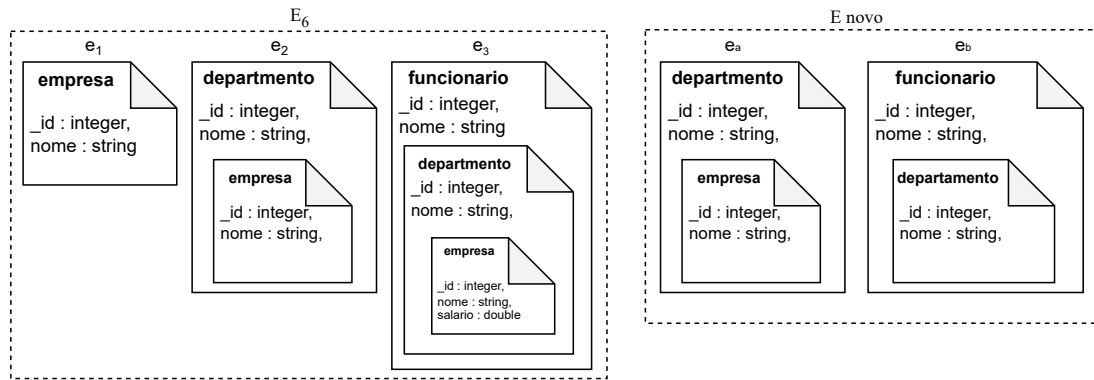 E6
e1
empresa
_id : integer,
nome : string
e2
departmento
_id : integer,
nome : string,
empresa
_id : integer,
nome : string,
e3
funcionario
_id : integer,
nome : string
departmento
_id : integer,
nome : string,
empresa
_id : integer,
nome : string,
salario : double
E novo
ea
departmento
_id : integer,
nome : string,
empresa
_id : integer,
nome : string,
eb
funcionario
_id : integer,
nome : string,
departamento
_id : integer,
nome : string,